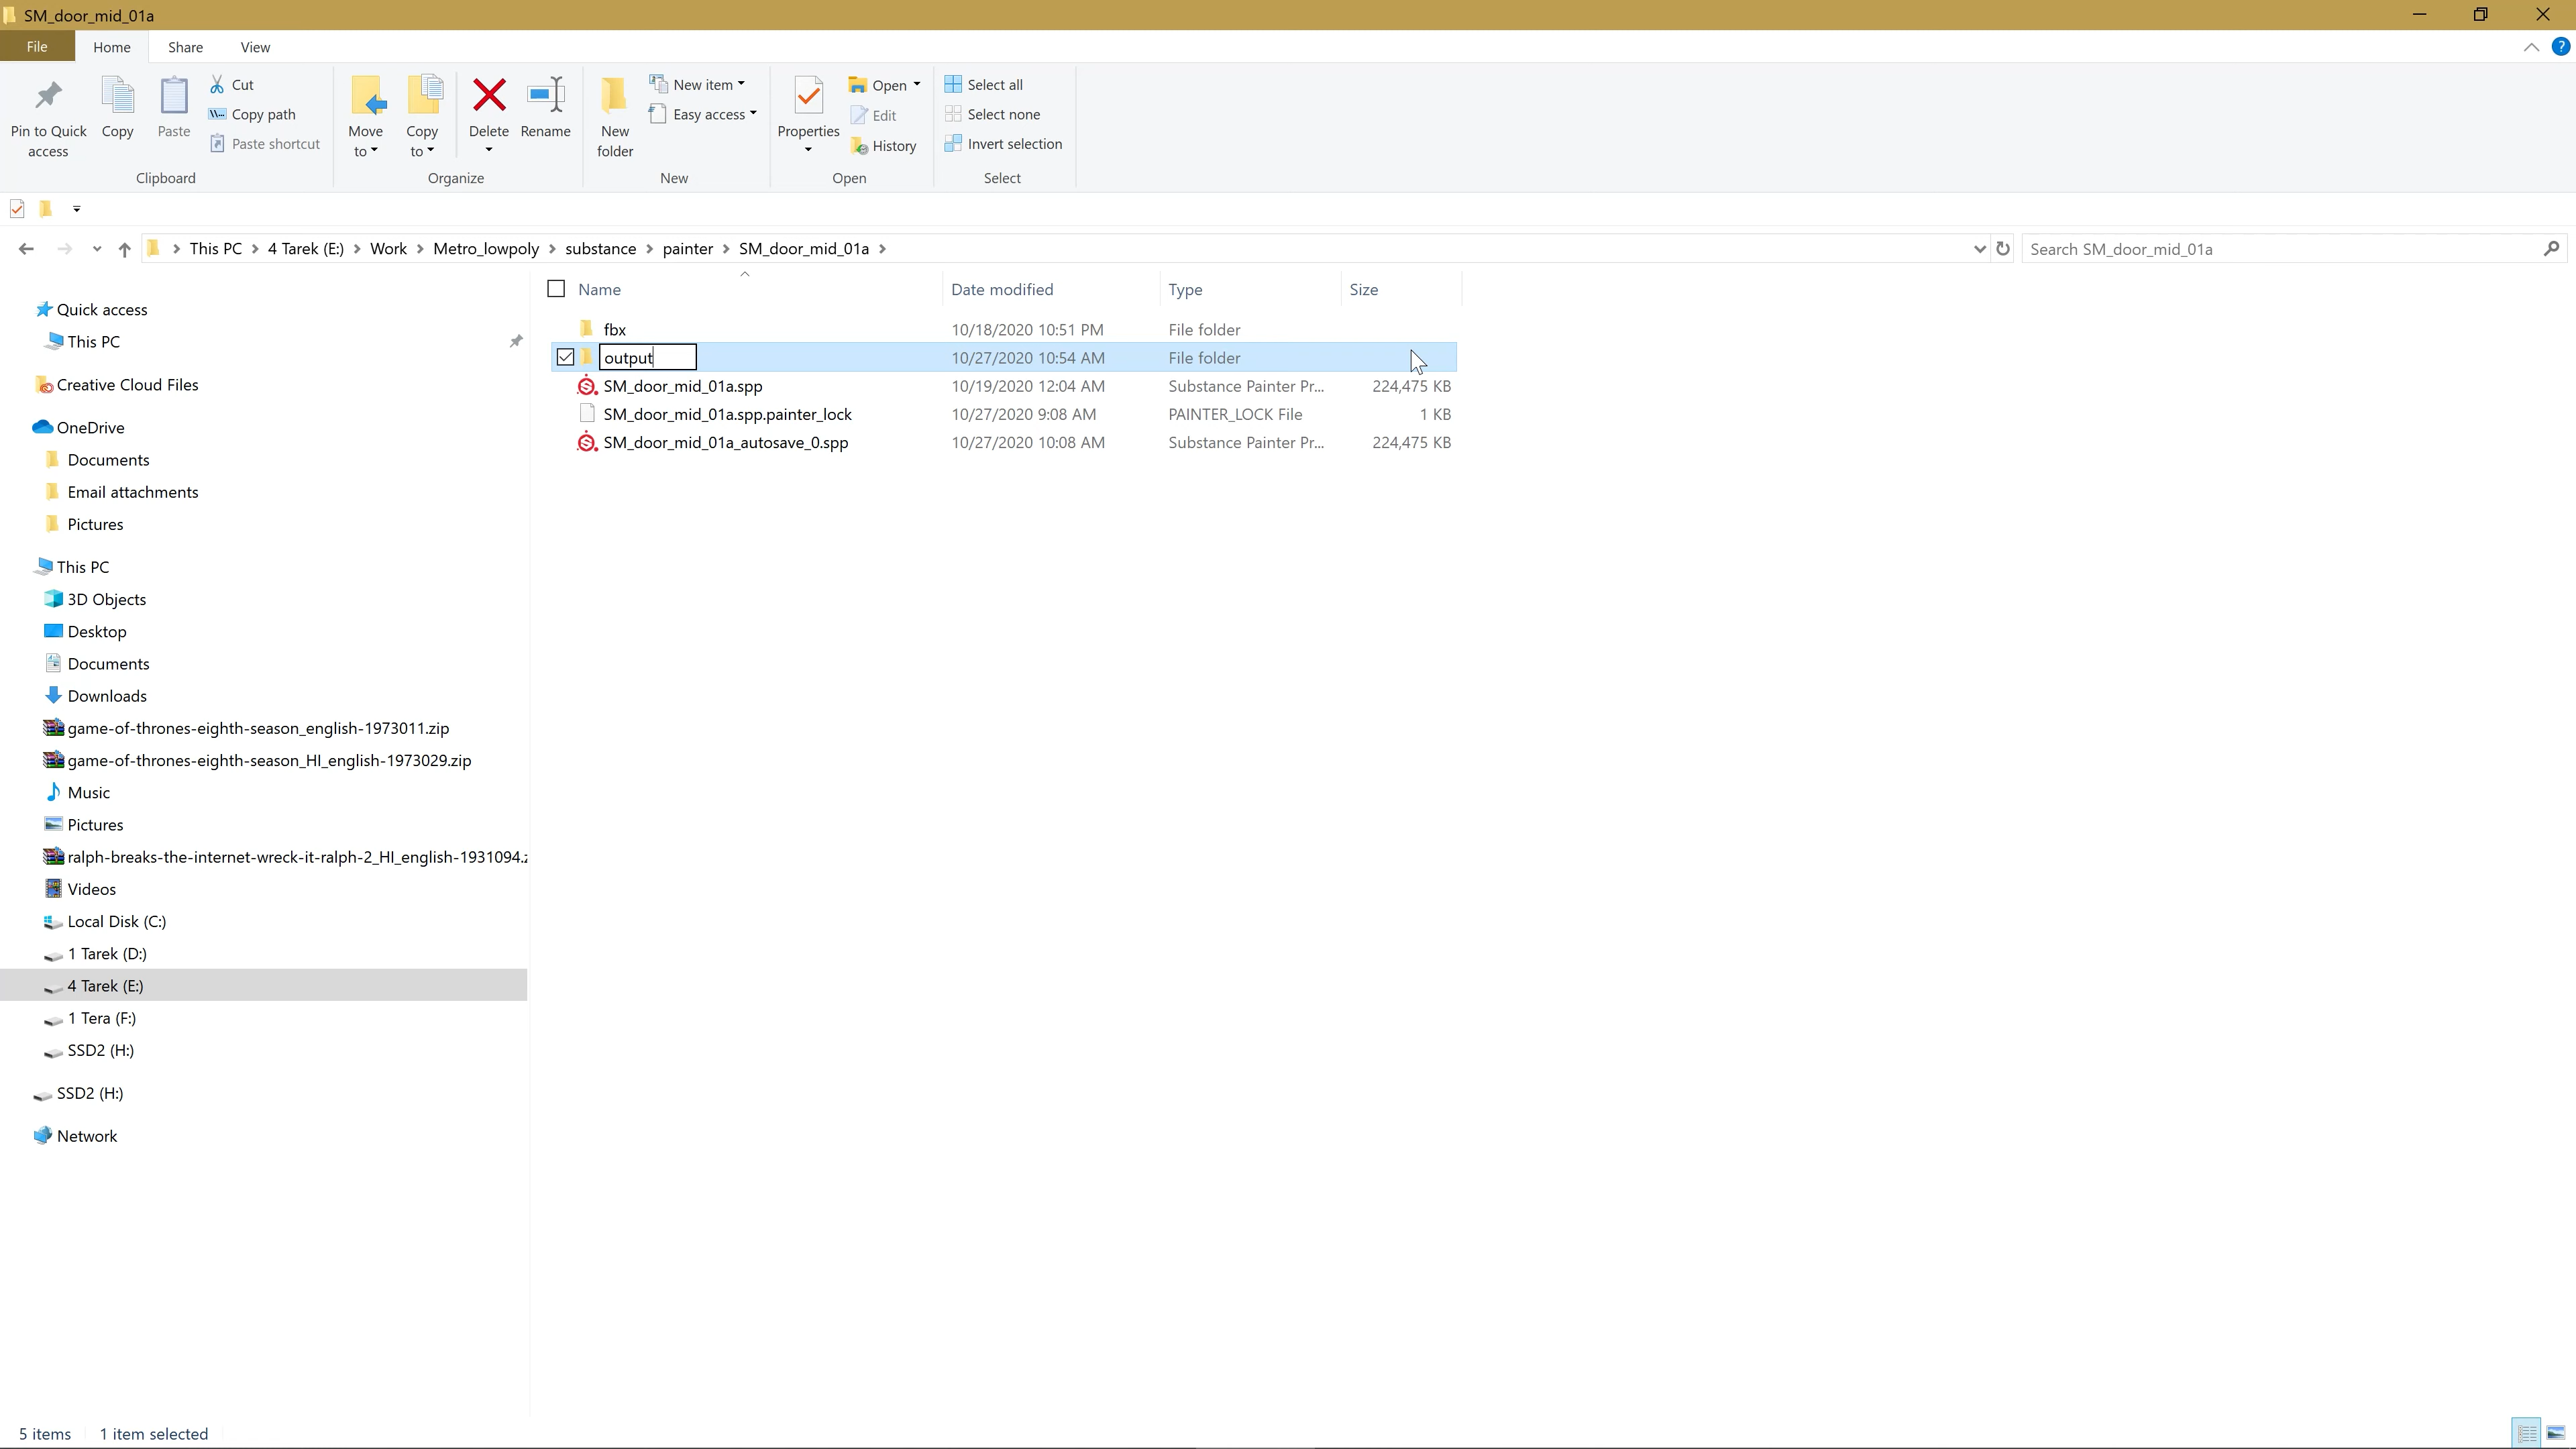 SM_door_mid_01a
File Home Share View
Pin to Quick access
Copy
Paste
Cut
Copy path
Paste shortcut
Clipboard
Move to
Copy to
Delete
Rename
Organize
New folder
New item
Easy access
New
Properties
Open
Edit
History
Open
Select all
Select none
Invert selection
Select
This PC 4 Tarek (E:) Work Metro_lowpoly substance painter SM_door_mid_01a
Search SM_door_mid_01a
Quick access
This PC
Creative Cloud Files
OneDrive
Documents
Email attachments
Pictures
This PC
3D Objects
Desktop
Documents
Downloads
game-of-thrones-eighth-season_english-1973011.zip
game-of-thrones-eighth-season_HI_english-1973029.zip
Music
Pictures
ralph-breaks-the-internet-wreck-it-ralph-2_HI_english-1931094.z
Videos
Local Disk (C:)
1 Tarek (D:)
4 Tarek (E:)
1 Tera (F:)
SSD2 (H:)
SSD2 (H:)
Network
Name Date modified Type Size
fbx 10/18/2020 10:51 PM File folder
output 10/27/2020 10:54 AM File folder
SM_door_mid_01a.spp 10/19/2020 12:04 AM Substance Painter Pr... 224,475 KB
SM_door_mid_01a.spp.painter_lock 10/27/2020 9:08 AM PAINTER_LOCK File 1 KB
SM_door_mid_01a_autosave_0.spp 10/27/2020 10:08 AM Substance Painter Pr... 224,475 KB
5 items 1 item selected